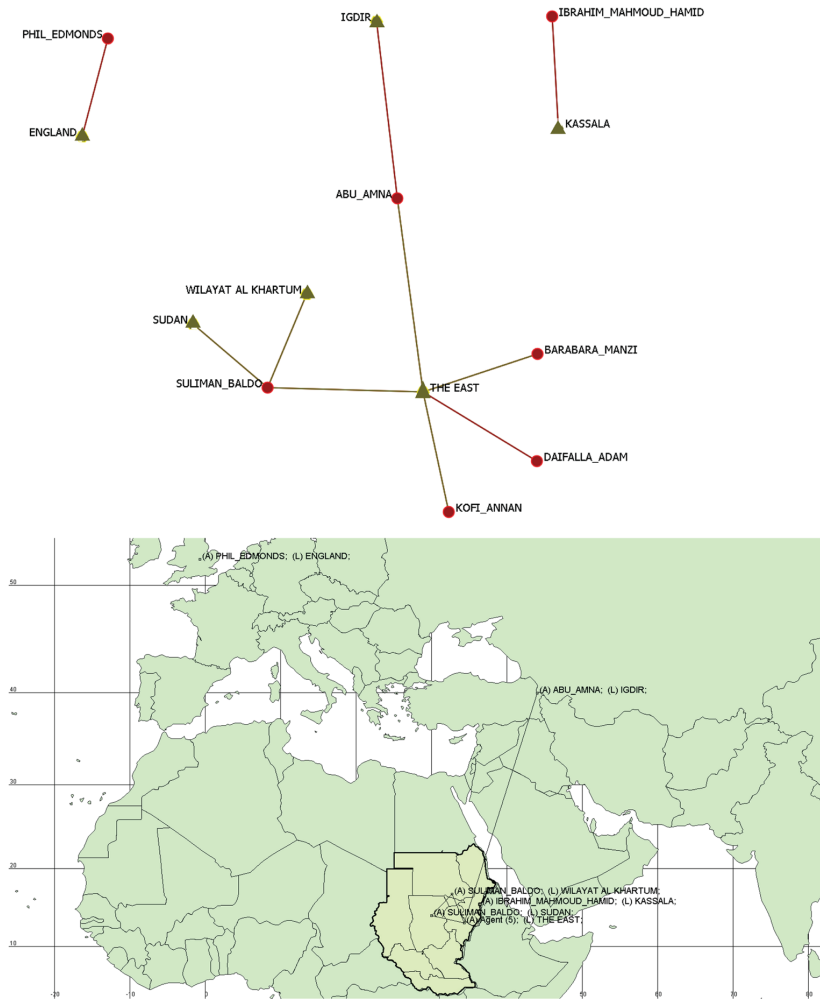 IGDIR
IBRAHIM_MAHMOUD_HAMID
PHIL_EDMONDS
ENGLAND
KASSALA
ABU_AMNA
WILAYAT AL KHARTUM
SUDAN
BARABARA_MANZI
SULIMAN_BALDO
THE EAST
DAIFALLA_ADAM
KOFI_ANNAN
(A) PHIL_EDMONDS; (L) ENGLAND;
50
(A) ABU_AMNA; (L) IGDIR;
40
30
20
(A) SULIMAN_BALDO; (L) WILAYAT AL KHARTUM;
(A) IBRAHIM_MAHMOUD_HAMID; (L) KASSALA;
(A) SULIMAN_BALDO; (L) SUDAN;
(A) Agent (5); (L) THE EAST;
10
-20 -10 0 10 20 30 40 50 60 70 80